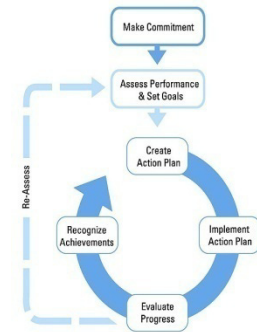 Make Commitment
Assess Performance
& Set Goals
Create
Action Plan
Implement
Action Plan
Evaluate
Progress
Recognize
Achievements
Re-Assess